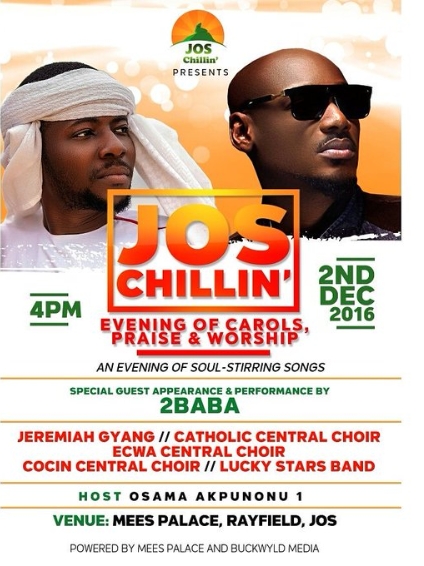 JOS
Chillin'
PRESENTS
JOS
CHILLIN'
4PM
2ND
DEC
2016
EVENING OF CAROLS,
PRAISE & WORSHIP
AN EVENING OF SOUL-STIRRING SONGS
SPECIAL GUEST APPEARANCE & PERFORMANCE BY
2BABA
JEREMIAH GYANG // CATHOLIC CENTRAL CHOIR
ECWA CENTRAL CHOIR
COCIN CENTRAL CHOIR // LUCKY STARS BAND
HOST OSAMA AKPUNONU 1
VENUE: MEES PALACE, RAYFIELD, JOS
POWERED BY MEES PALACE AND BUCKWYLD MEDIA